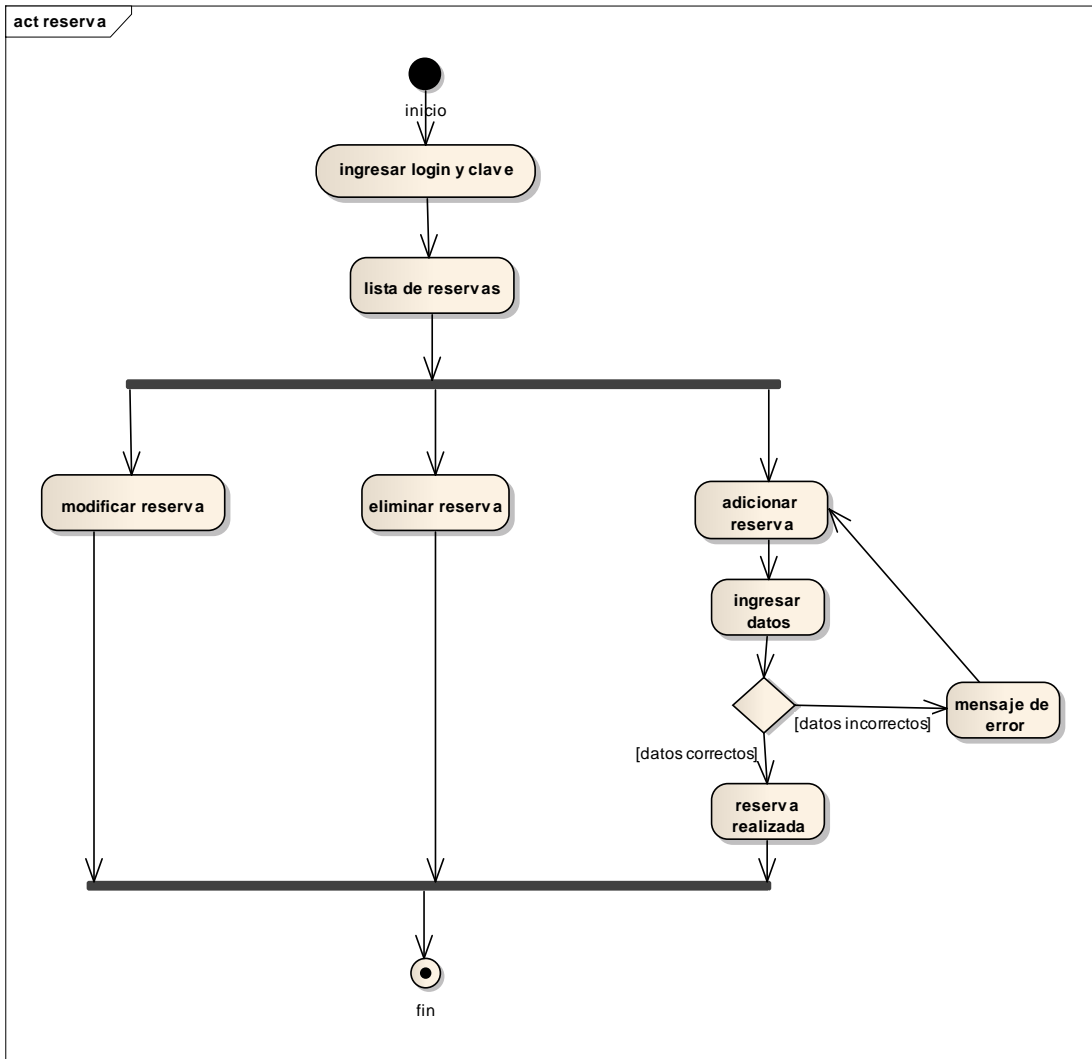 act reserva
inicio
ingresar login y clave
lista de reservas
modificar reserva
eliminar reserva
adicionar
reserva
ingresar
datos
[datos incorrectos]
mensaje de
error
[datos correctos]
reserva
realizada
fin